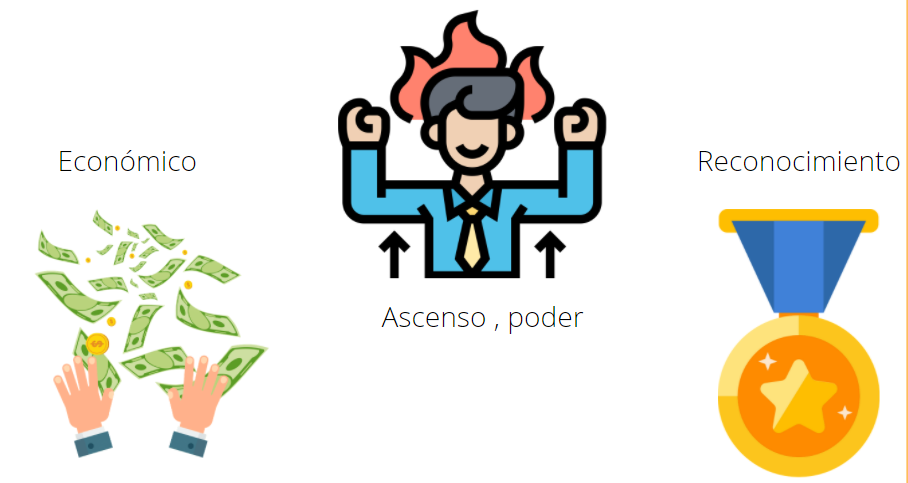 Económico
Ascenso , poder
Reconocimiento